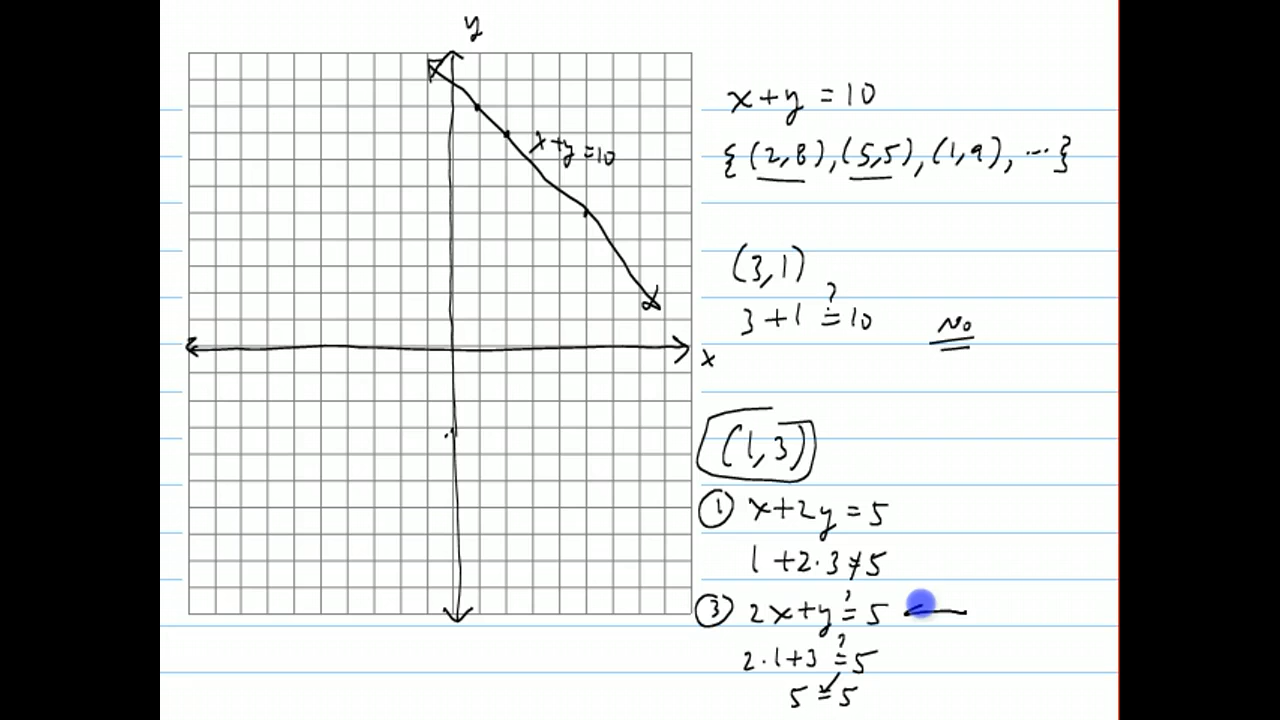 y
x+y=10
x
x+y=10
{(2,8),(5,5),(1,9),...}
(3,1)
3+1≟10
No
(1,3)
① x+2y=5
1+2·3≠5
③ 2x+y≟5
2·1+3≟5
5=5